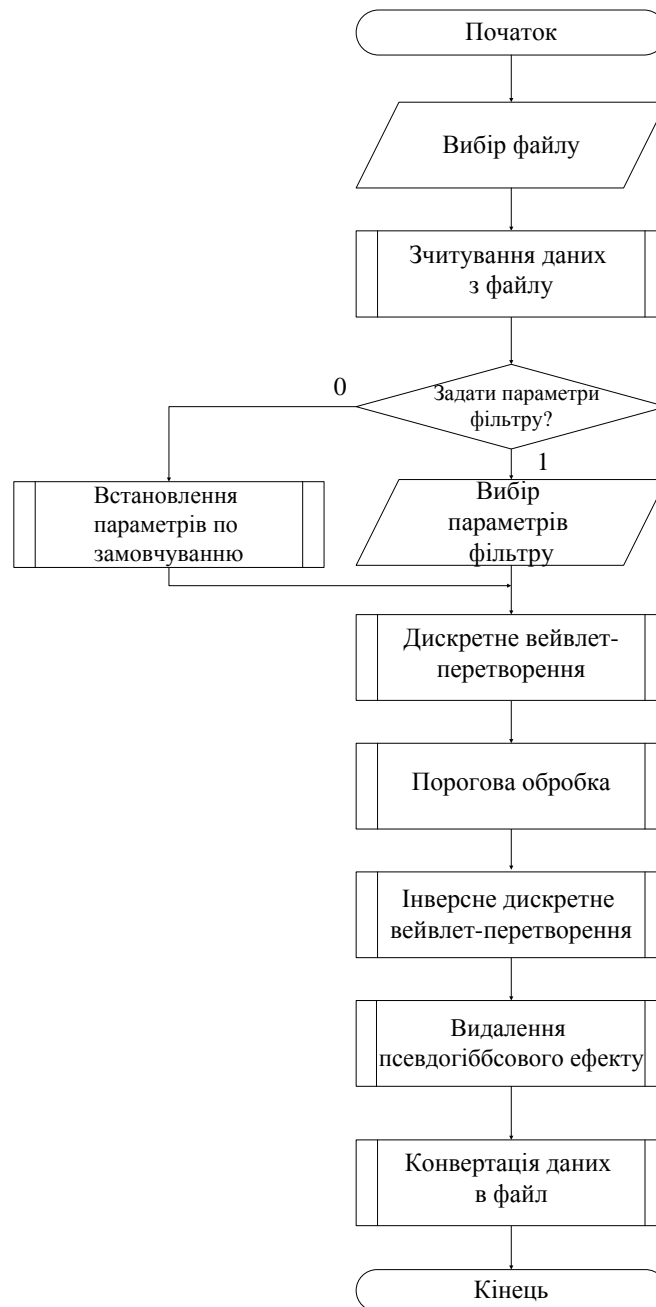 Початок
Вибір файлу
Зчитування даних
з файлу
0
Задати параметри
фільтру?
1
Встановлення
параметрів по
замовчуванню
Вибір
параметрів
фільтру
Дискретне вейвлет-
перетворення
Порогова обробка
Інверсне дискретне
вейвлет-перетворення
Видалення
псевдогіббсового ефекту
Конвертація даних
в файл
Кінець